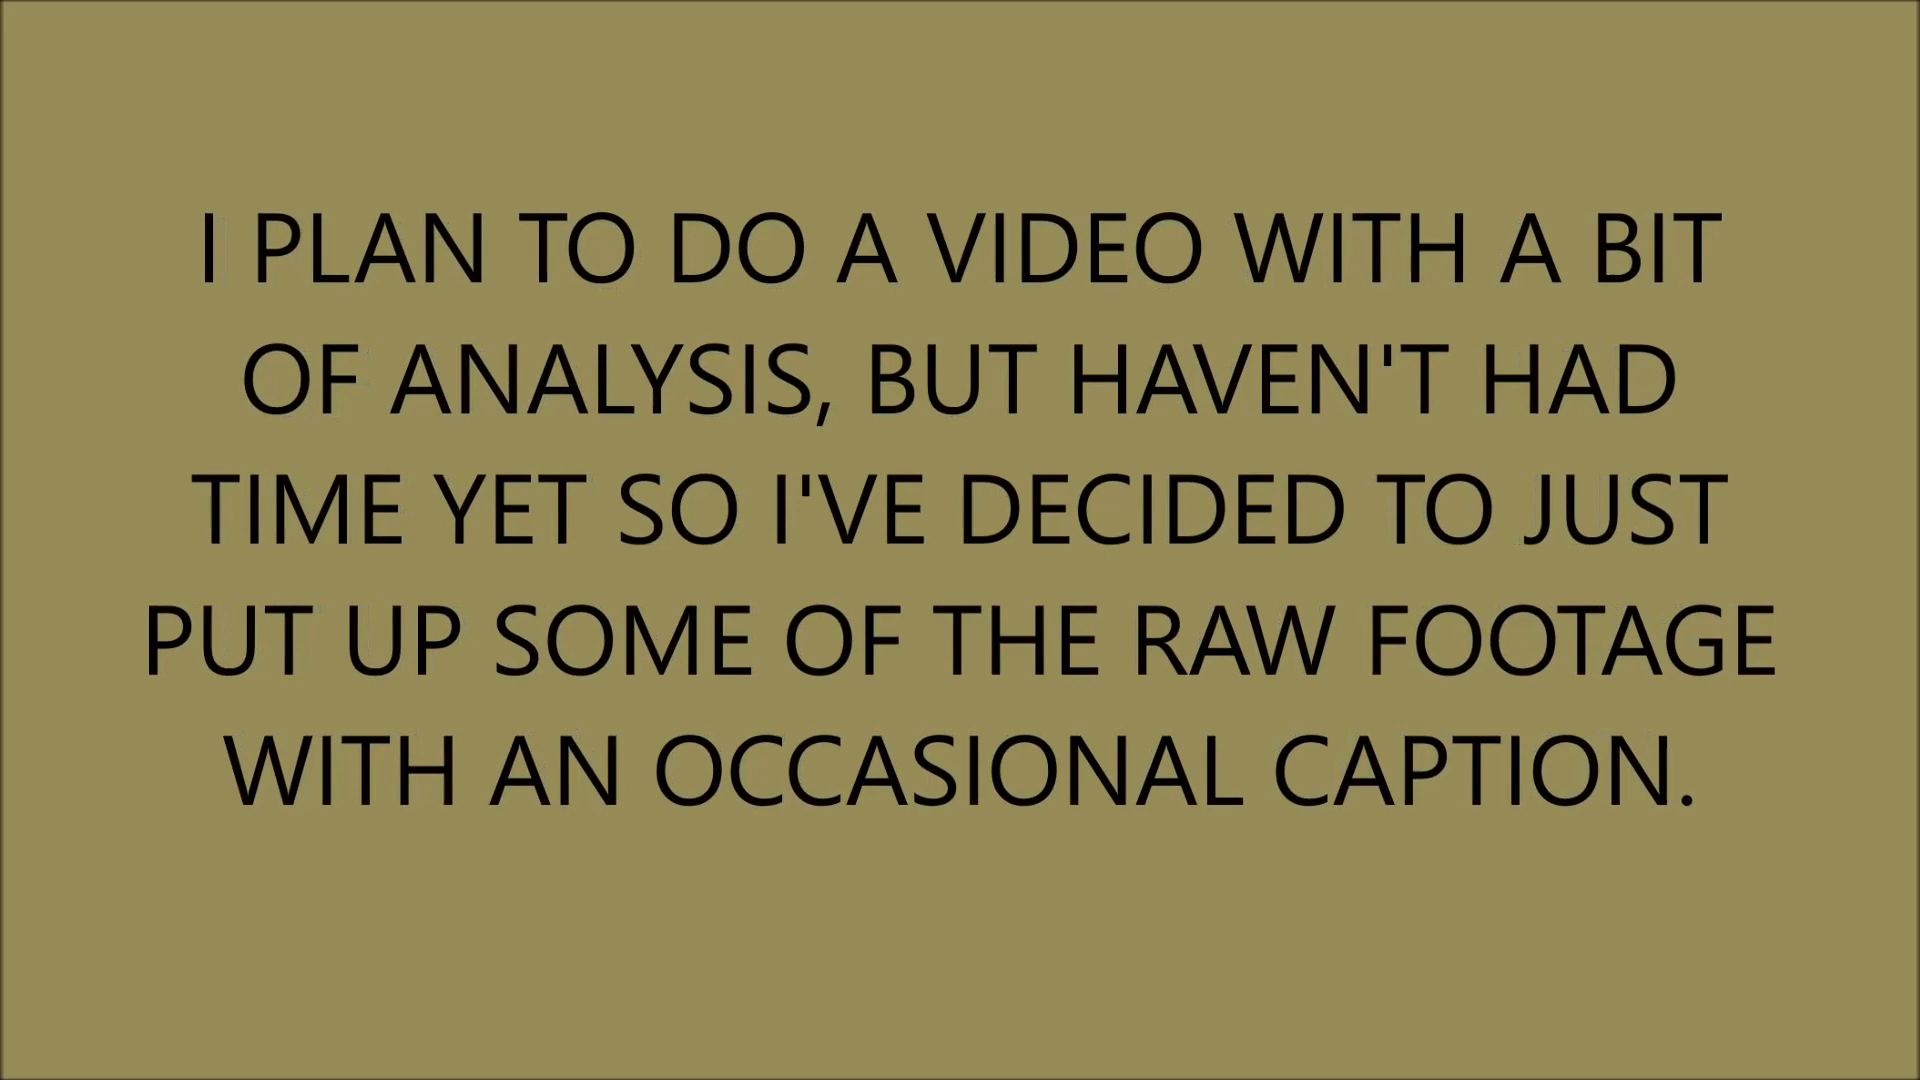 I PLAN TO DO A VIDEO WITH A BIT
OF ANALYSIS, BUT HAVEN'T HAD
TIME YET SO I'VE DECIDED TO JUST
PUT UP SOME OF THE RAW FOOTAGE
WITH AN OCCASIONAL CAPTION.